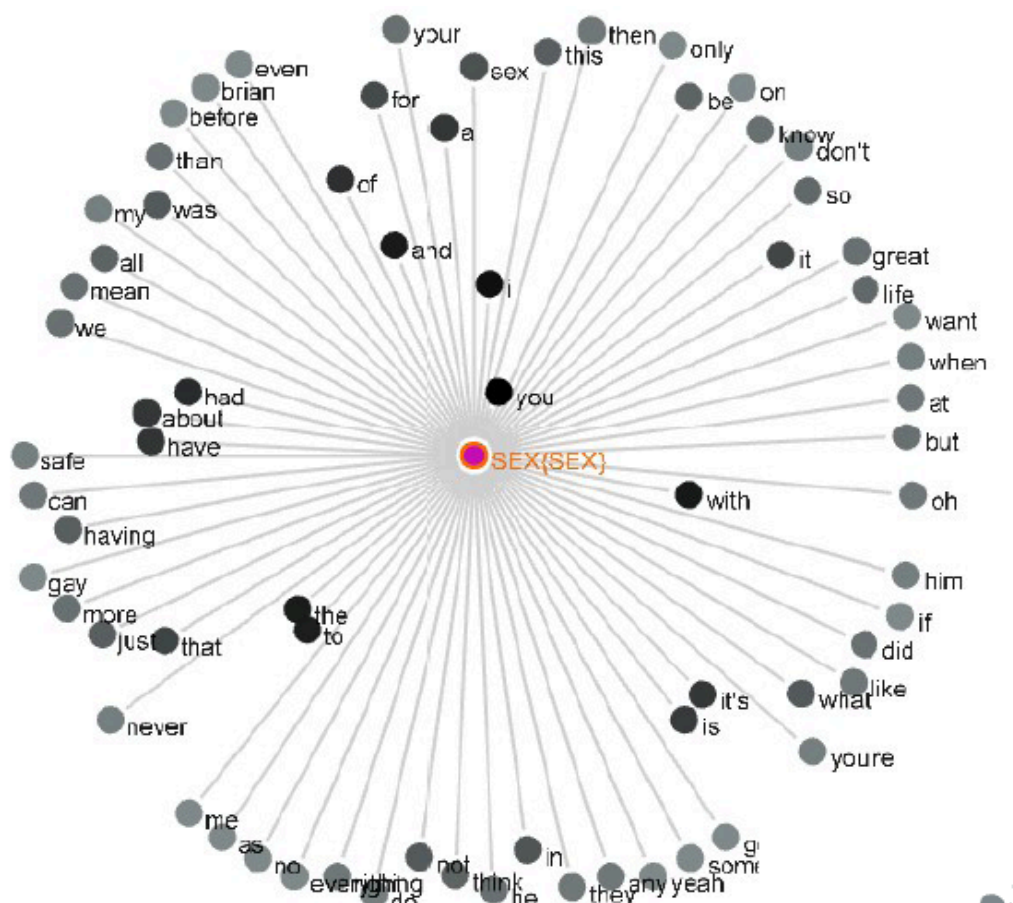 your
then
this
only
sex
even
brian
for
be
on
before
a
know
don't
than
of
so
my
was
and
it
great
all
i
life
mean
want
we
when
had
you
at
about
have
but
safe
SEX{SEX}
can
with
oh
having
gay
him
more
the
if
just
that
to
did
like
it's
what
never
is
youre
me
as
no
not
in
some
think
they
any
yeah